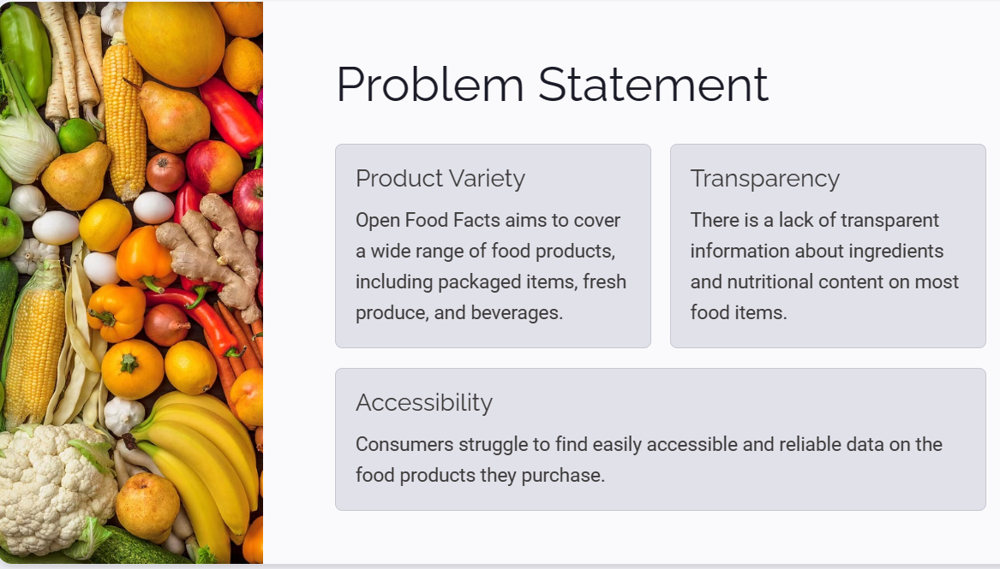 Problem Statement
Product Variety
Open Food Facts aims to cover
a wide range of food products,
including packaged items, fresh
produce, and beverages.
Transparency
There is a lack of transparent
information about ingredients
and nutritional content on most
food items.
Accessibility
Consumers struggle to find easily accessible and reliable data on the
food products they purchase.